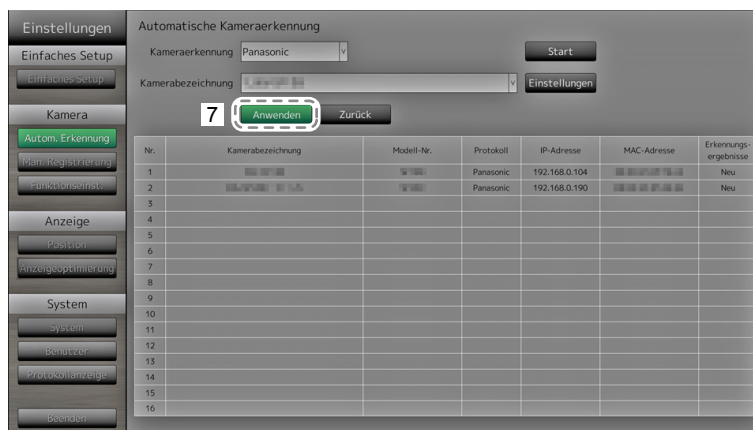 Einstellungen
Einfaches Setup
Einfaches Setup
Kamera
Autom. Erkennung
Man. Registrierung
Funktionseinst.
Anzeige
Position
Anzeigeoptimierung
System
System
Benutzer
Protokollanzeige
Beenden
Automatische Kameraerkennung
Kameraerkennung Panasonic v Start
Kamerabezeichnung v Einstellungen
7 Anwenden Zurück
Nr. Kamerabezeichnung Modell-Nr. Protokoll IP-Adresse MAC-Adresse Erkennungs-
ergebnisse
1 Panasonic 192.168.0.104 Neu
2 Panasonic 192.168.0.190 Neu
3
4
5
6
7
8
9
10
11
12
13
14
15
16